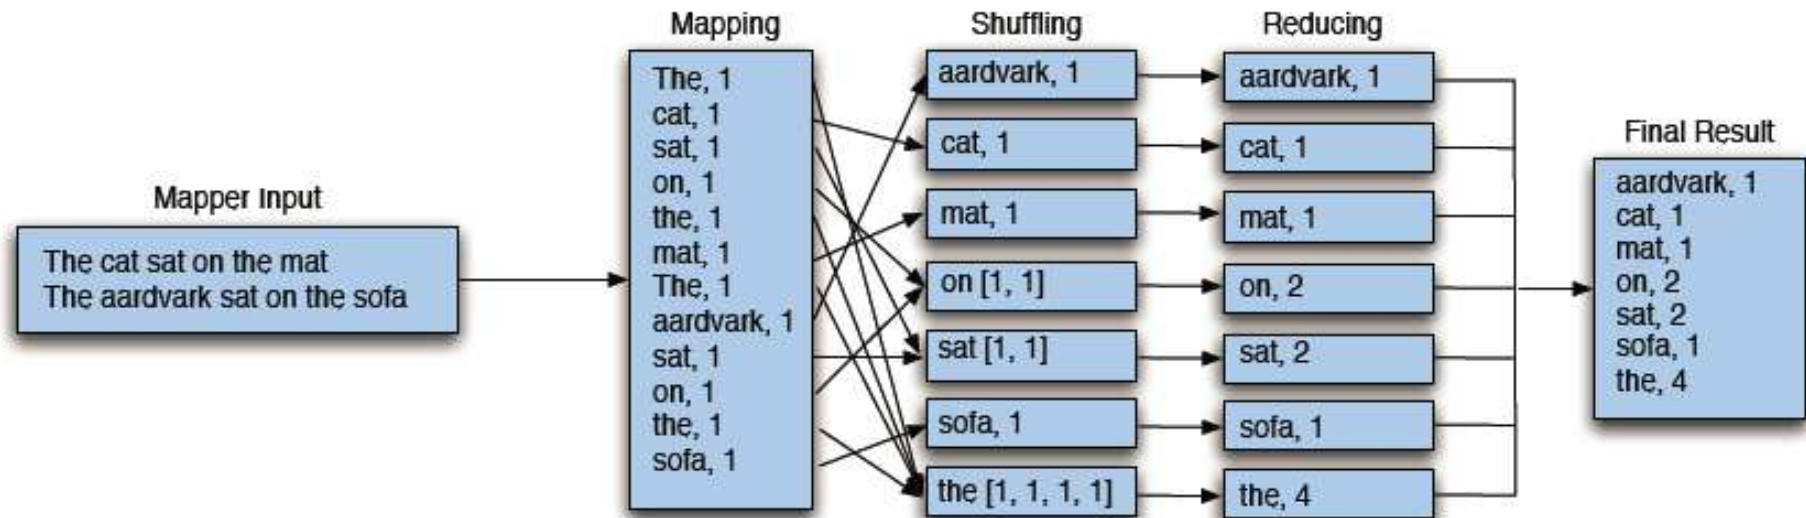 Mapper Input
The cat sat on the mat
The aardvark sat on the sofa
Mapping
The, 1
cat, 1
sat, 1
on, 1
the, 1
mat, 1
The, 1
aardvark, 1
sat, 1
on, 1
the, 1
sofa, 1
Shuffling
aardvark, 1
cat, 1
mat, 1
on [1, 1]
sat [1, 1]
sofa, 1
the [1, 1, 1, 1]
Reducing
aardvark, 1
cat, 1
mat, 1
on, 2
sat, 2
sofa, 1
the, 4
Final Result
aardvark, 1
cat, 1
mat, 1
on, 2
sat, 2
sofa, 1
the, 4